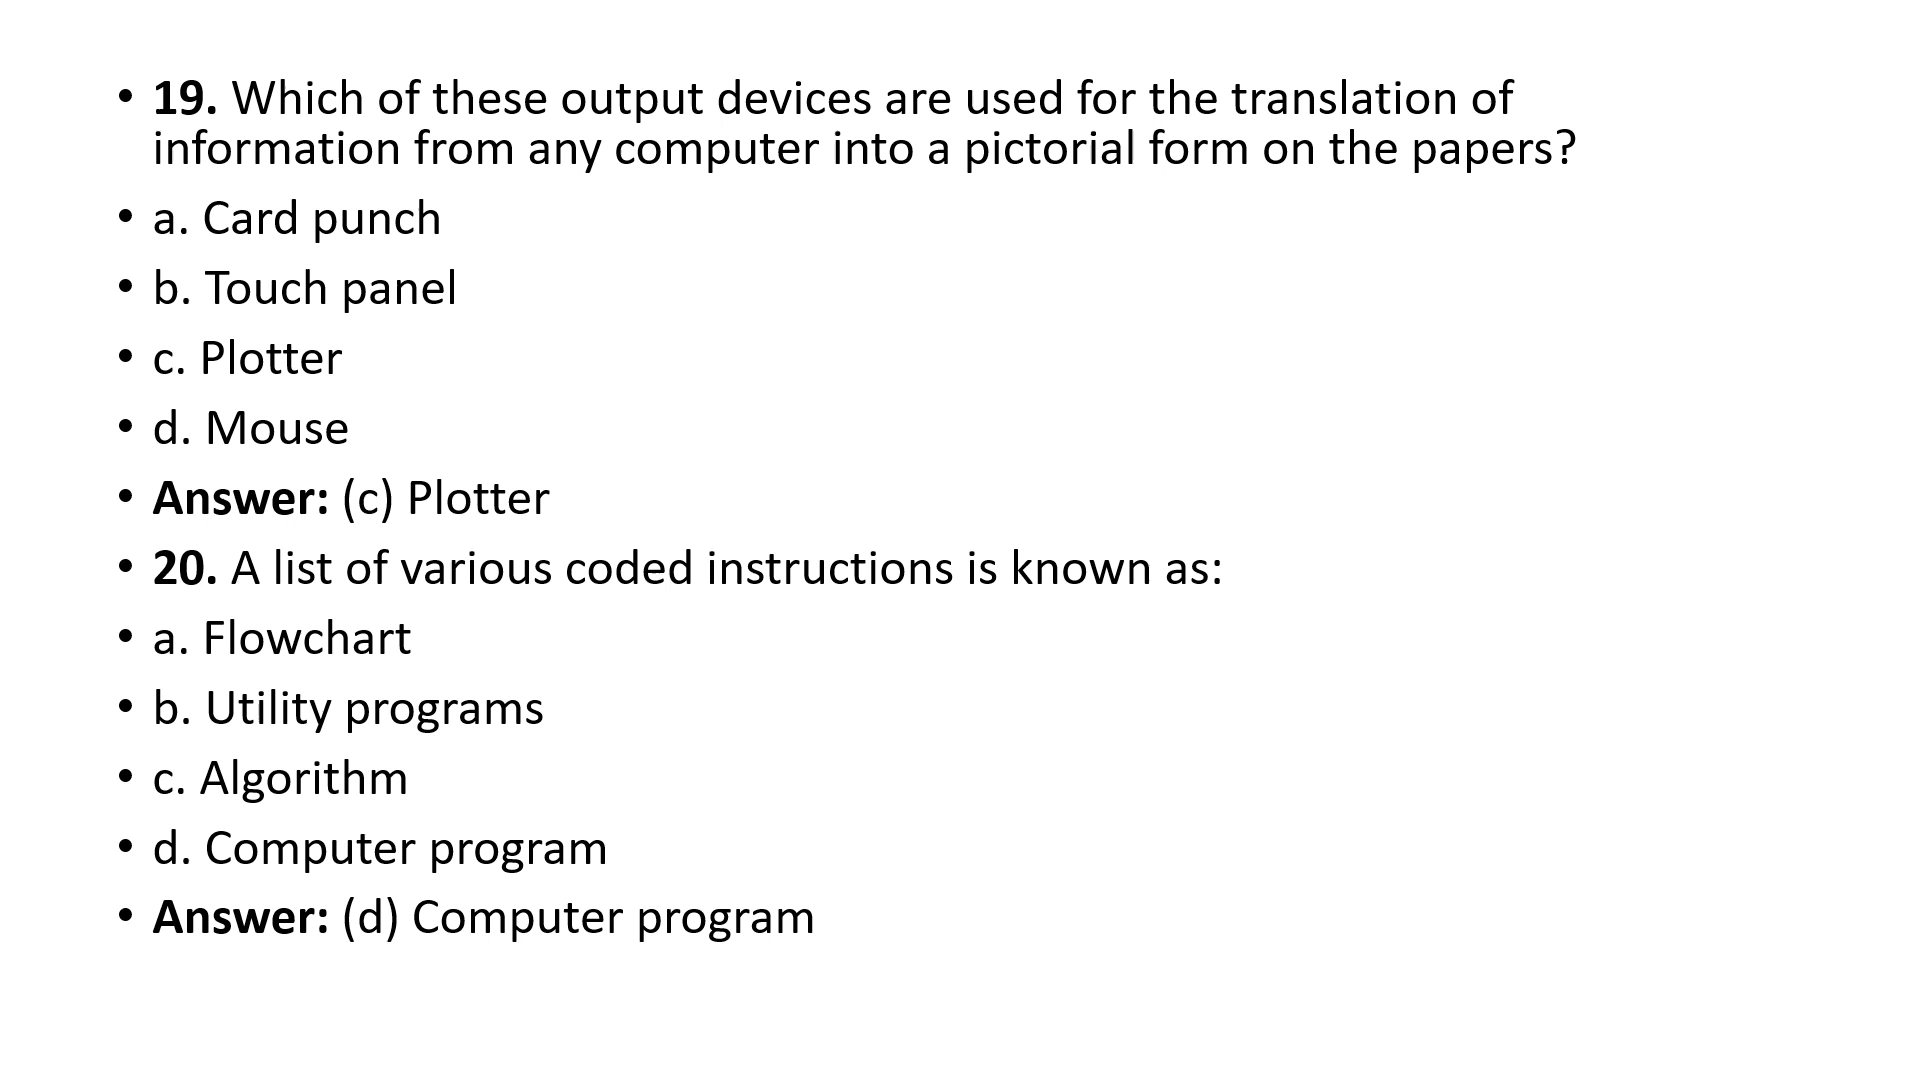 • 19. Which of these output devices are used for the translation of
information from any computer into a pictorial form on the papers?
• a. Card punch
• b. Touch panel
• c. Plotter
• d. Mouse
• Answer: (c) Plotter
• 20. A list of various coded instructions is known as:
• a. Flowchart
• b. Utility programs
• c. Algorithm
• d. Computer program
• Answer: (d) Computer program